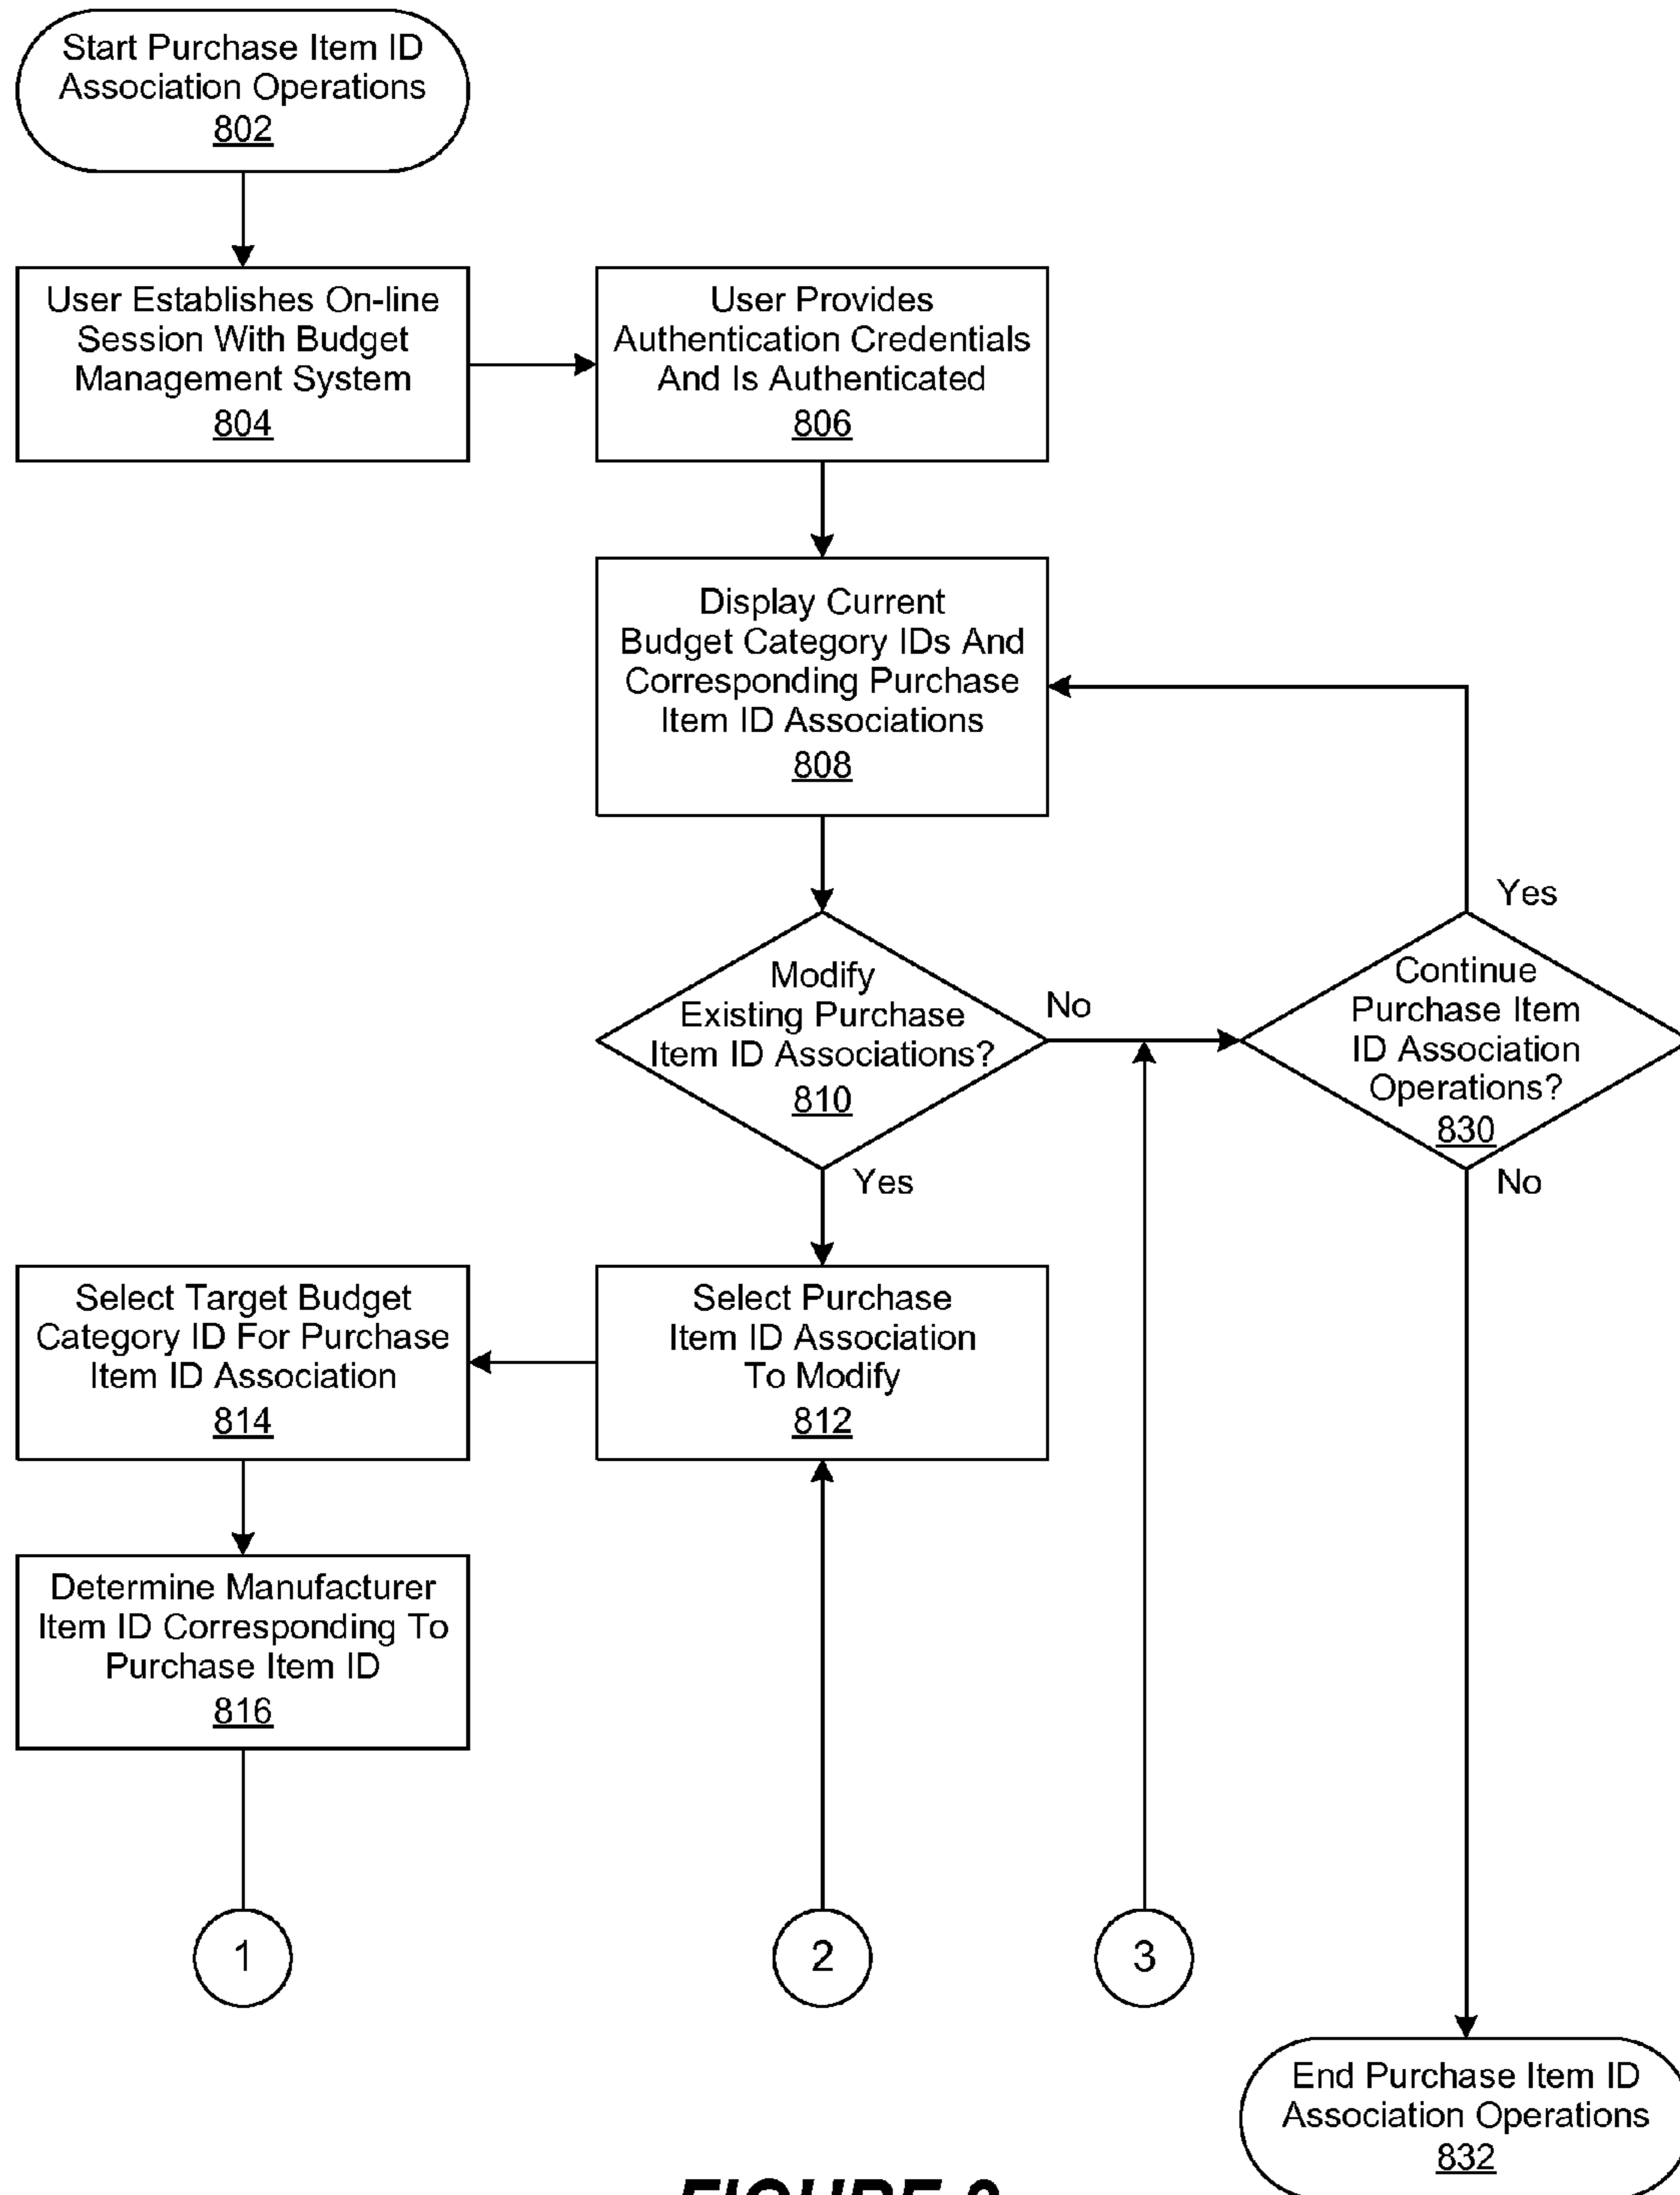 Start Purchase Item ID
Association Operations
802
User Establishes On-line
Session With Budget
Management System
804
User Provides
Authentication Credentials
And Is Authenticated
806
Display Current
Budget Category IDs And
Corresponding Purchase
Item ID Associations
808
Modify
Existing Purchase
Item ID Associations?
810
No
Yes
Continue
Purchase Item
ID Association
Operations?
830
Yes
No
Select Purchase
Item ID Association
To Modify
812
Select Target Budget
Category ID For Purchase
Item ID Association
814
Determine Manufacturer
Item ID Corresponding To
Purchase Item ID
816
1
2
3
End Purchase Item ID
Association Operations
832
FIGURE